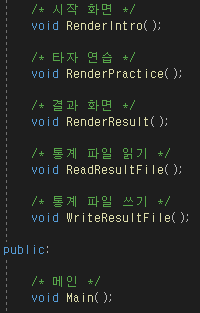 /* 시작 화면 */
void RenderIntro();
/* 타자 연습 */
void RenderPractice();
/* 결과 화면 */
void RenderResult();
/* 통계 파일 읽기 */
void ReadResultFile();
/* 통계 파일 쓰기 */
void WriteResultFile();
public:
/* 메인 */
void Main();